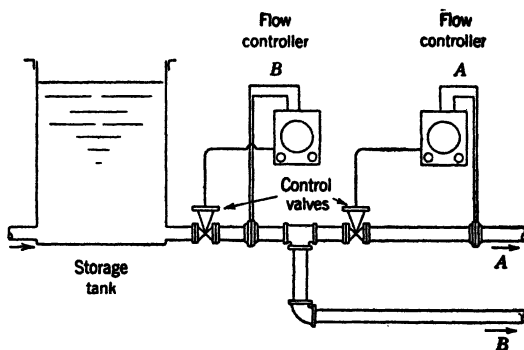 Flow
controller
B
Flow
controller
A
Control
valves
Storage
tank
A
B